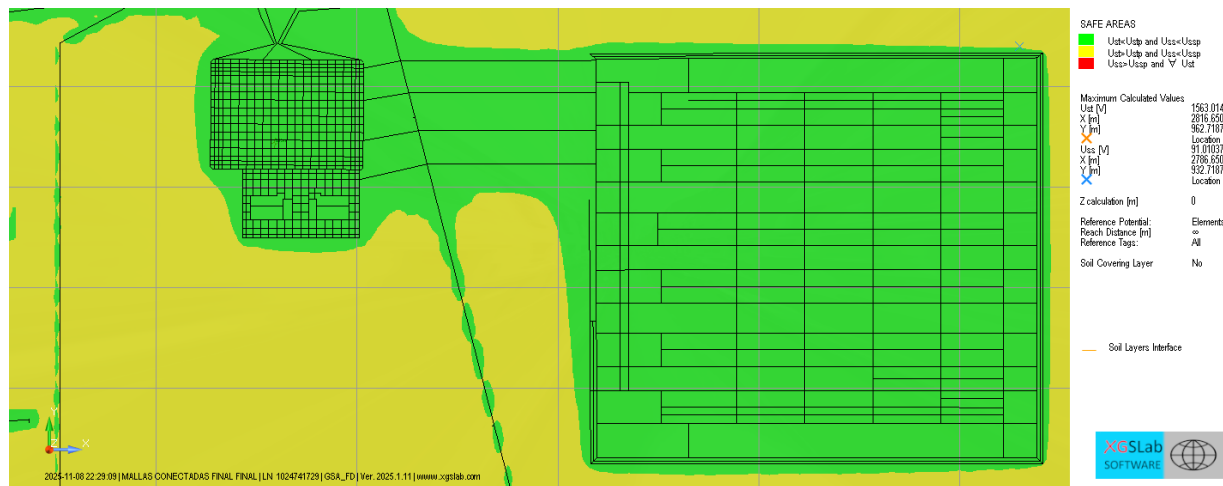 SAFE AREAS
Ust<Ustp and Uss<Ussp
Ust>Ustp and Uss<Ussp
Uss>Ussp and ∀ Ust
Maximum Calculated Values
Ust [V] 1563.014
X [m] 2816.650
Y [m] 962.7187
Location
Uss [V] 91.01037
X [m] 2786.650
Y [m] 932.7187
Location
Z calculation [m] 0
Reference Potential: Elements
Reach Distance [m] ∞
Reference Tags: All
Soil Covering Layer No
Soil Layers Interface
Y
X
2025-11-08 22:29:09 | MALLAS CONECTADAS FINAL FINAL | LN 1024741729 | GSA_FD | Ver. 2025.1.11 | www.xgslab.com
XGSLab
SOFTWARE